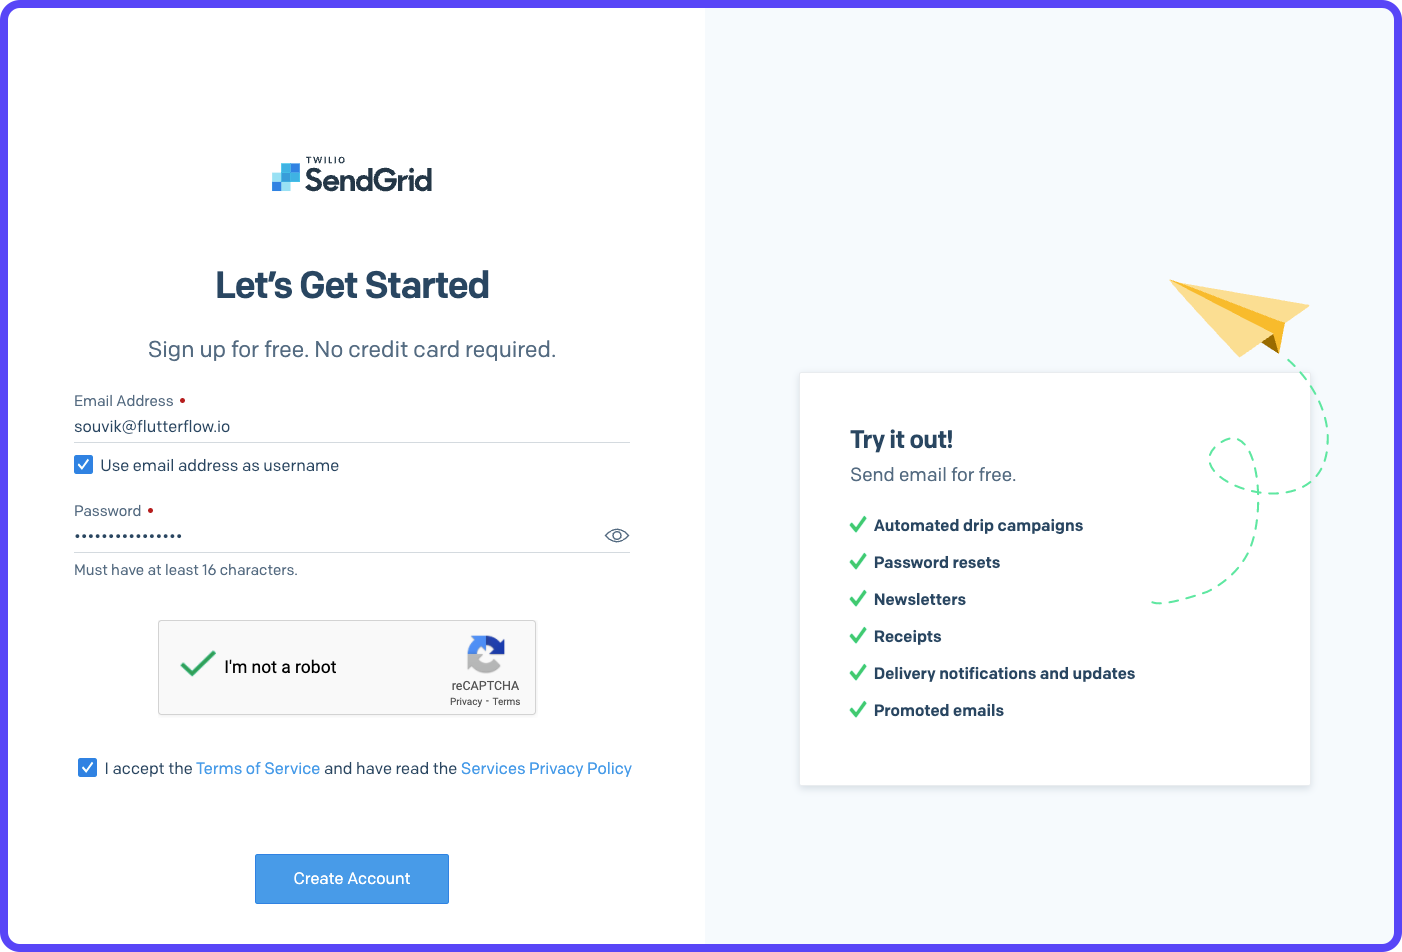 TWILIO
SendGrid
Let's Get Started
Sign up for free. No credit card required.
Email Address •
souvik@flutterflow.io
Use email address as username
Password •
••••••••••••••••
Must have at least 16 characters.
I'm not a robot
reCAPTCHA
Privacy - Terms
I accept the Terms of Service and have read the Services Privacy Policy
Create Account
Try it out!
Send email for free.
Automated drip campaigns
Password resets
Newsletters
Receipts
Delivery notifications and updates
Promoted emails